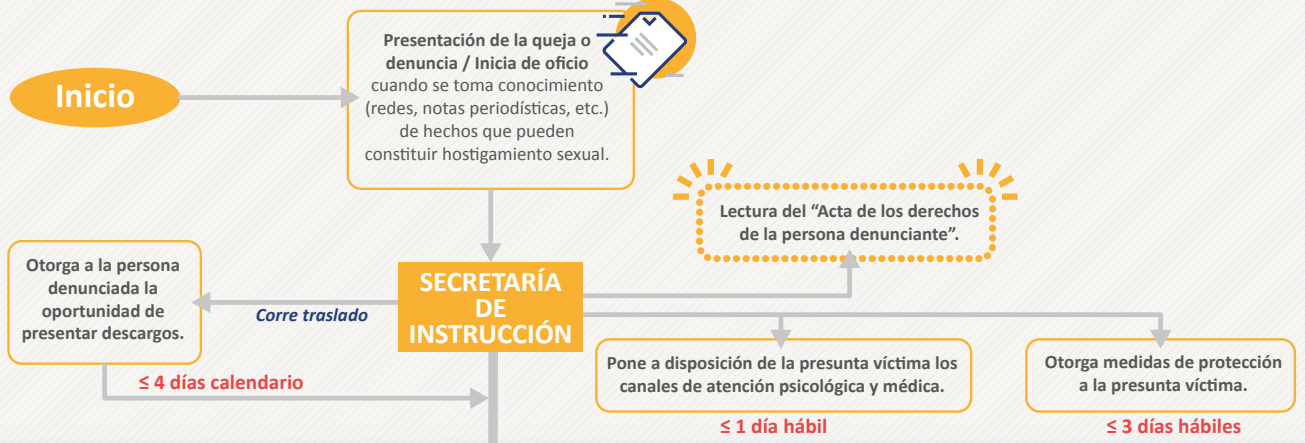 Inicio
Presentación de la queja o
denuncia / Inicia de oficio
cuando se toma conocimiento
(redes, notas periodísticas, etc.)
de hechos que pueden
constituir hostigamiento sexual.
Lectura del “Acta de los derechos
de la persona denunciante”.
SECRETARÍA
DE
INSTRUCCIÓN
Corre traslado
Otorga a la persona
denunciada la
oportunidad de
presentar descargos.
≤ 4 días calendario
Pone a disposición de la presunta víctima los
canales de atención psicológica y médica.
≤ 1 día hábil
Otorga medidas de protección
a la presunta víctima.
≤ 3 días hábiles